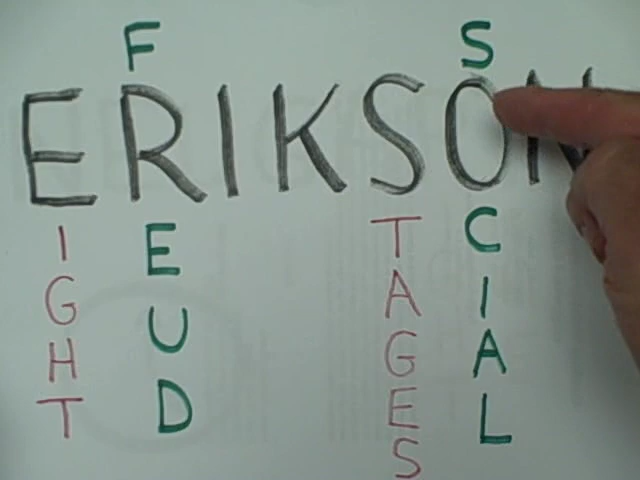 ERIKSON
EIGHT
FREUD
STAGES
SOCIAL